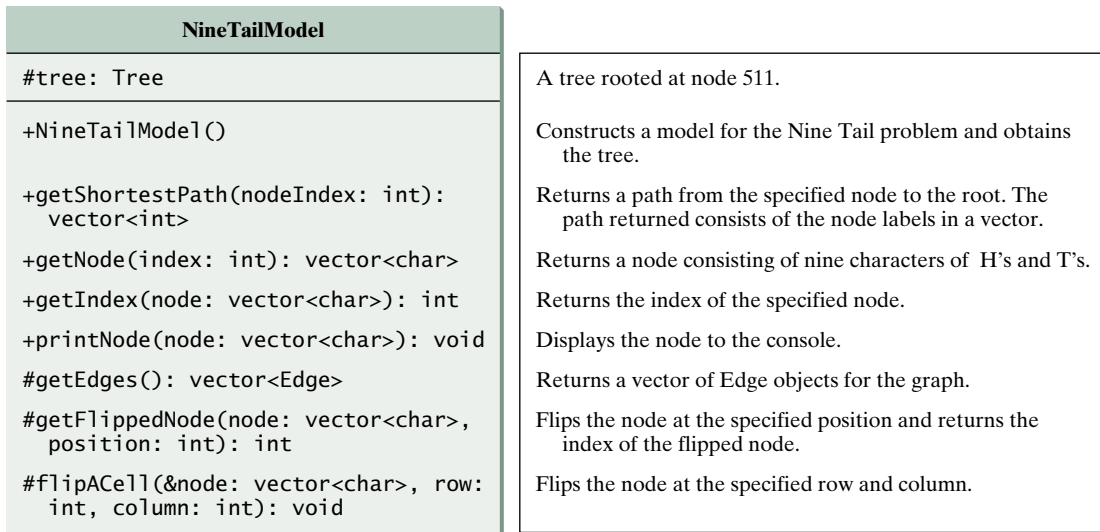 NineTailModel
#tree: Tree
A tree rooted at node 511.
+NineTailModel()
Constructs a model for the Nine Tail problem and obtains
the tree.
+getShortestPath(nodeIndex: int):
vector<int>
Returns a path from the specified node to the root. The
path returned consists of the node labels in a vector.
+getNode(index: int): vector<char>
Returns a node consisting of nine characters of H's and T's.
+getIndex(node: vector<char>): int
Returns the index of the specified node.
+printNode(node: vector<char>): void
Displays the node to the console.
#getEdges(): vector<Edge>
Returns a vector of Edge objects for the graph.
#getFlippedNode(node: vector<char>,
position: int): int
Flips the node at the specified position and returns the
index of the flipped node.
#flipACell(&node: vector<char>, row:
int, column: int): void
Flips the node at the specified row and column.